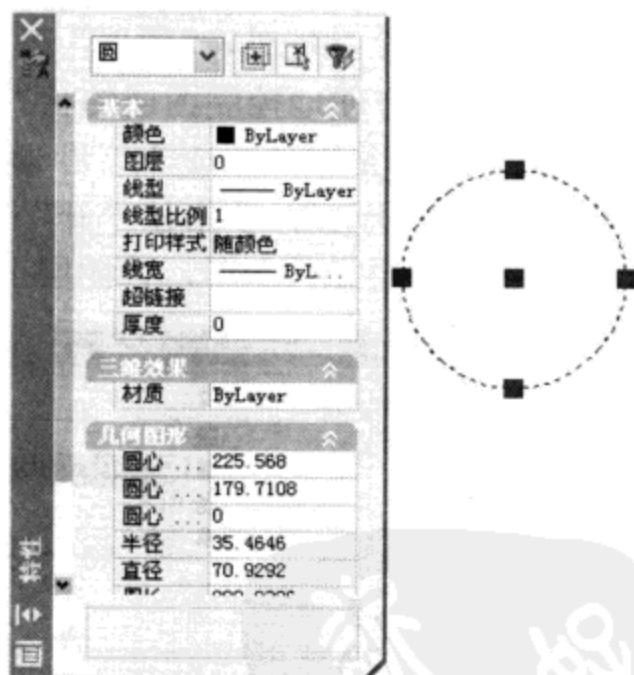 圆
基本
颜色 ByLayer
图层 0
线型 ByLayer
线型比例 1
打印样式 随颜色
线宽 ByL...
超链接
厚度 0
三维效果
材质 ByLayer
几何图形
圆心 ... 225.568
圆心 ... 179.7108
圆心 ... 0
半径 35.4646
直径 70.9292
特性